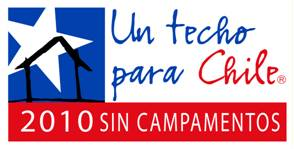 Un techo
para Chile®
2010 SIN CAMPAMENTOS